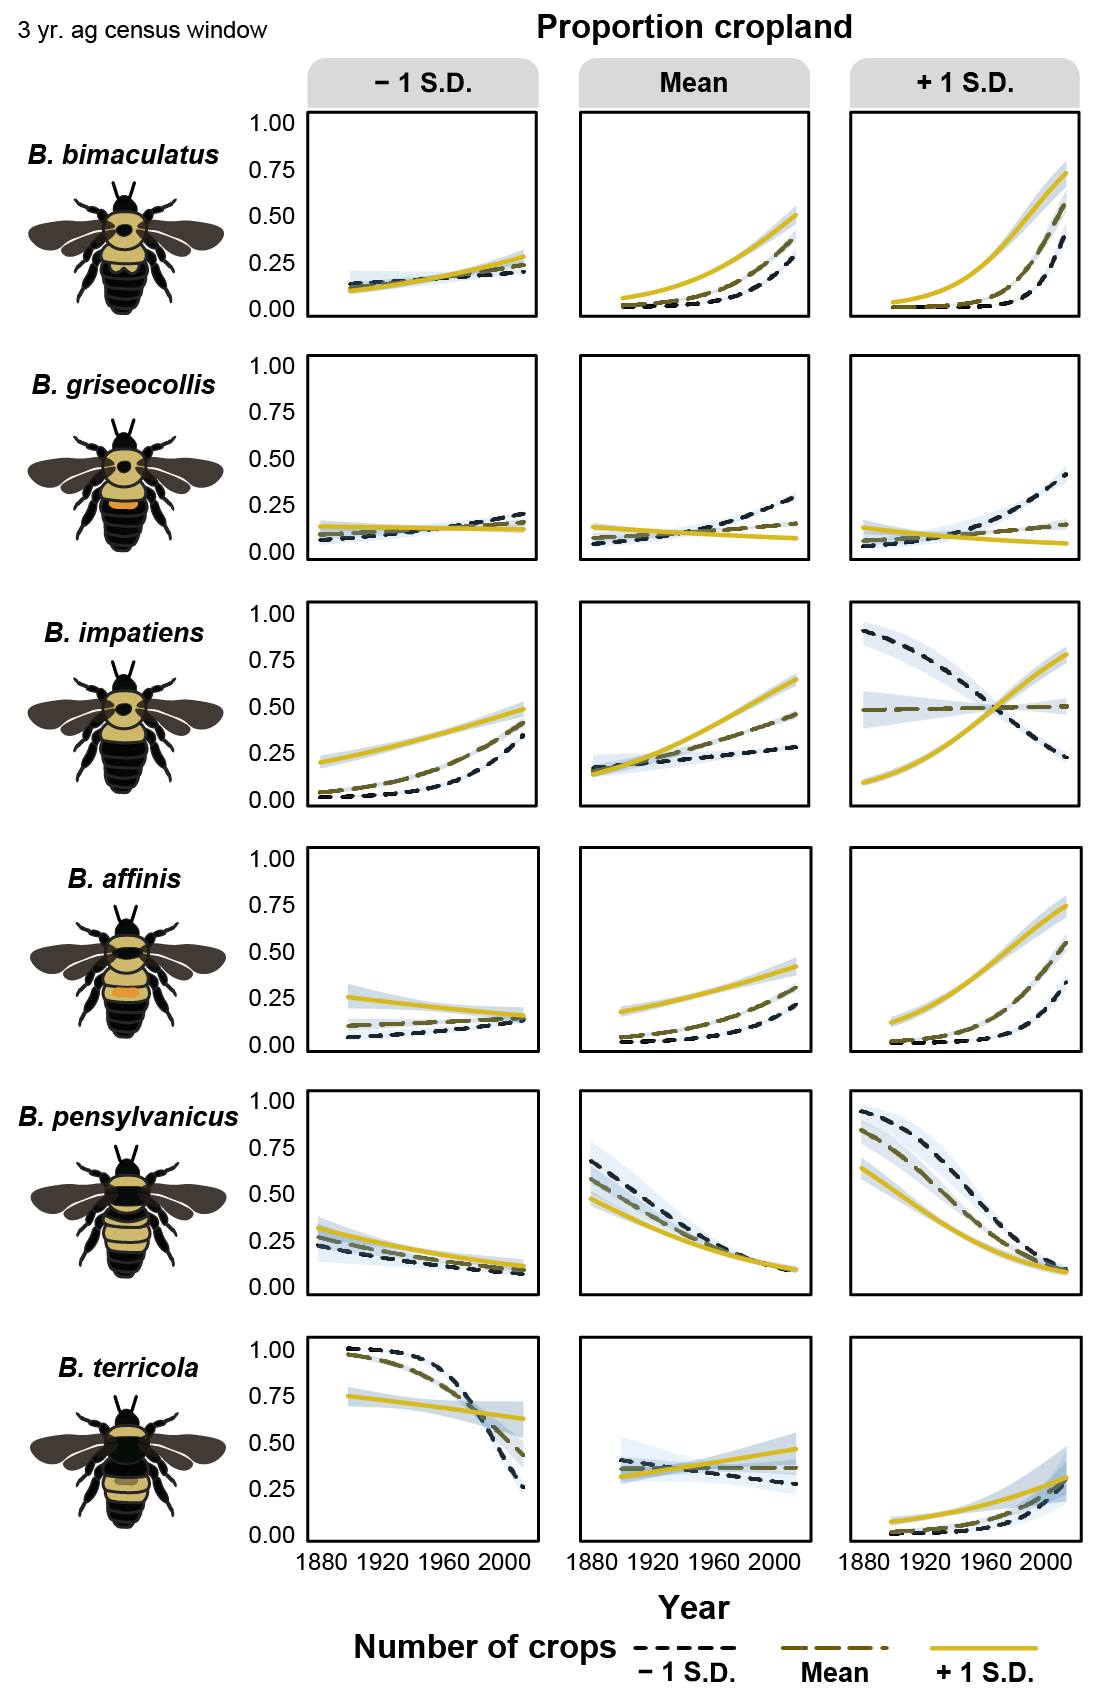 3 yr. ag census window
Proportion cropland
− 1 S.D. Mean + 1 S.D.
B. bimaculatus
1.00
0.75
0.50
0.25
0.00
B. griseocollis
1.00
0.75
0.50
0.25
0.00
B. impatiens
1.00
0.75
0.50
0.25
0.00
B. affinis
1.00
0.75
0.50
0.25
0.00
B. pensylvanicus
1.00
0.75
0.50
0.25
0.00
B. terricola
1.00
0.75
0.50
0.25
0.00
1880 1920 1960 2000 1880 1920 1960 2000 1880 1920 1960 2000
Year
Number of crops
− 1 S.D. Mean + 1 S.D.